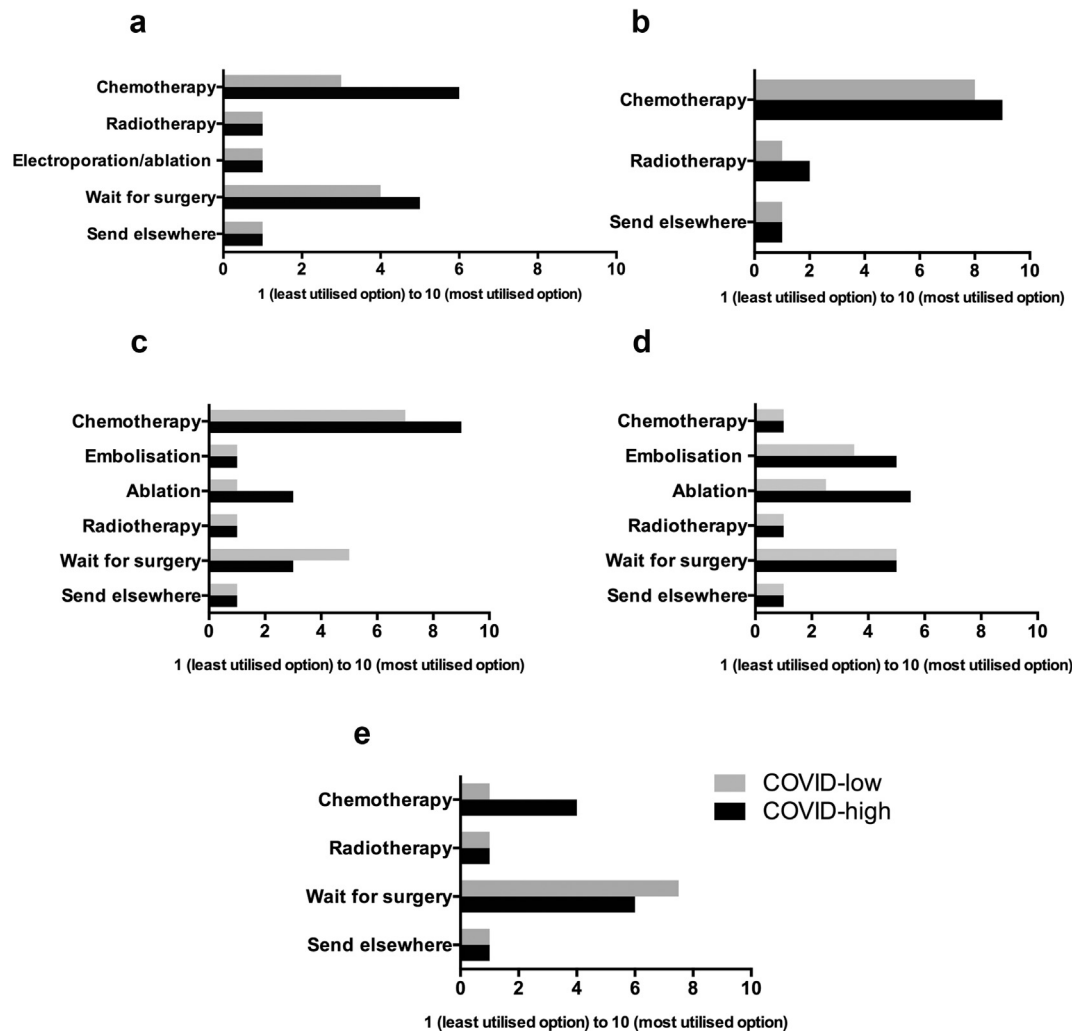 a
Chemotherapy
Radiotherapy
Electroporation/ablation
Wait for surgery
Send elsewhere
0 2 4 6 8 10
1 (least utilised option) to 10 (most utilised option)
b
Chemotherapy
Radiotherapy
Send elsewhere
0 2 4 6 8 10
1 (least utilised option) to 10 (most utilised option)
c
Chemotherapy
Embolisation
Ablation
Radiotherapy
Wait for surgery
Send elsewhere
0 2 4 6 8 10
1 (least utilised option) to 10 (most utilised option)
d
Chemotherapy
Embolisation
Ablation
Radiotherapy
Wait for surgery
Send elsewhere
0 2 4 6 8 10
1 (least utilised option) to 10 (most utilised option)
e
Chemotherapy
Radiotherapy
Wait for surgery
Send elsewhere
0 2 4 6 8 10
1 (least utilised option) to 10 (most utilised option)
COVID-low
COVID-high